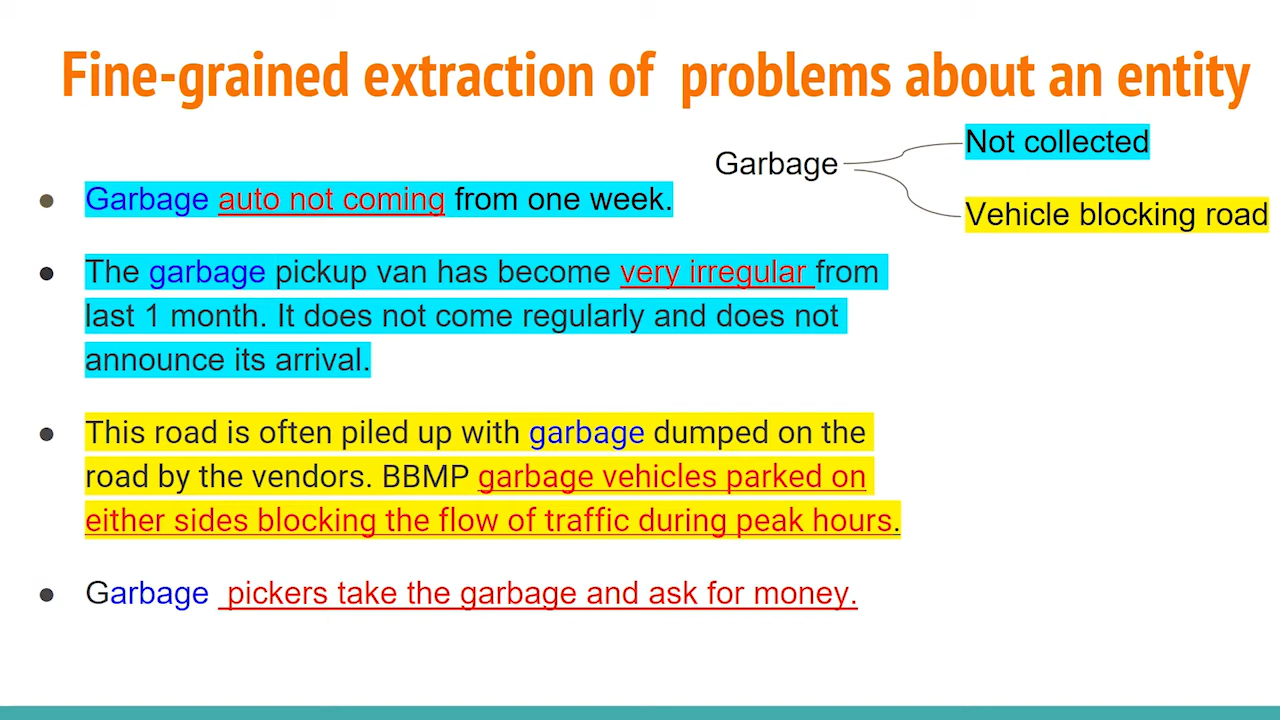 Fine-grained extraction of problems about an entity
Garbage
Not collected
Vehicle blocking road
● Garbage auto not coming from one week.
● The garbage pickup van has become very irregular from
last 1 month. It does not come regularly and does not
announce its arrival.
● This road is often piled up with garbage dumped on the
road by the vendors. BBMP garbage vehicles parked on
either sides blocking the flow of traffic during peak hours.
● Garbage pickers take the garbage and ask for money.